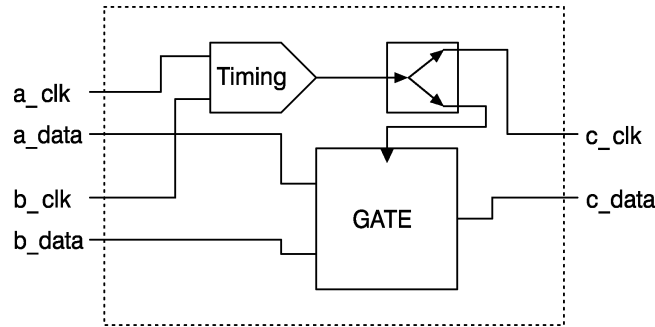 Timing
a_clk
a_data
c_clk
b_clk
c_data
GATE
b_data